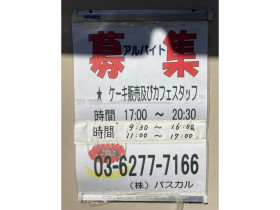 募集
アルバイト
★ ケーキ販売及びカフェスタッフ
時間 17:00 〜 20:30
時間 9:30 〜 16:00
11:00 〜 17:00
03-6277-7166
(株) パスカル